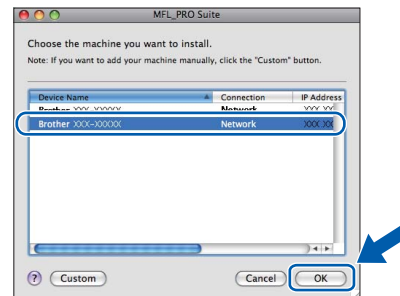 MFL_PRO Suite
Choose the machine you want to install.
Note: If you want to add your machine manually, click the "Custom" button.
Device Name Connection IP Address
Brother XXX-XXXXX Network XXX XX
Brother XXX-XXXXX Network XXX XX
? Custom Cancel OK